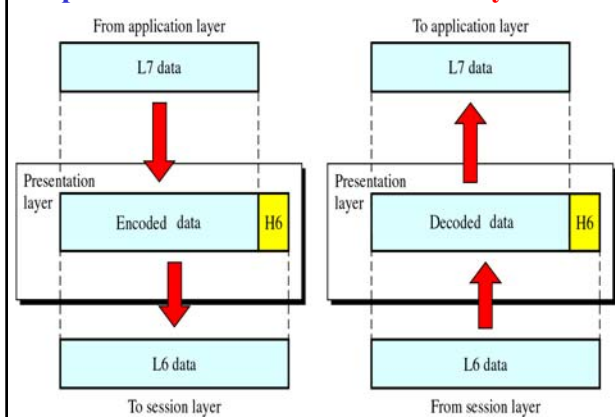 From application layer
L7 data
Presentation
layer
Encoded data
H6
L6 data
To session layer
To application layer
L7 data
Presentation
layer
Decoded data
H6
L6 data
From session layer